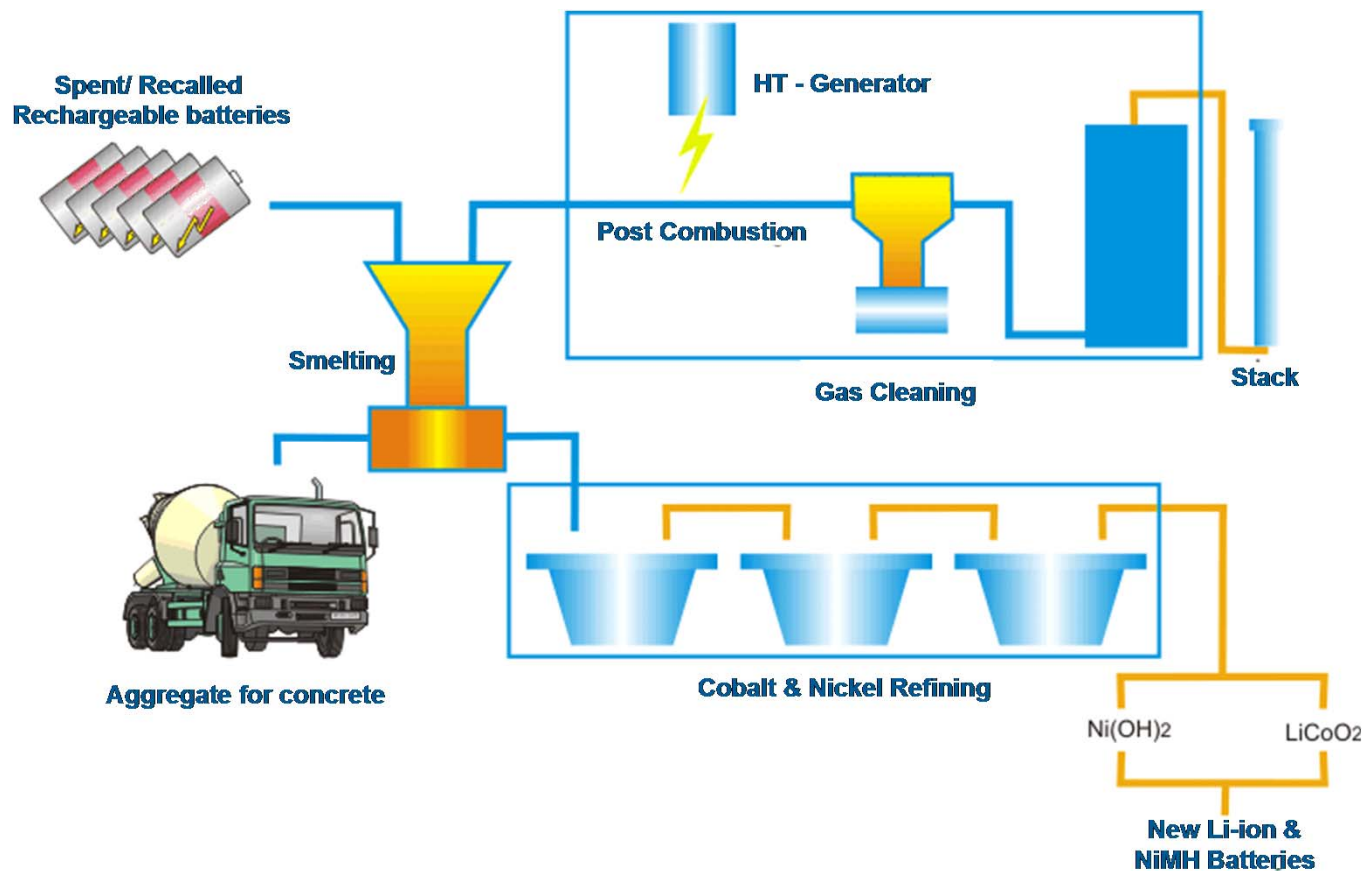 Spent/ Recalled
Rechargeable batteries
HT - Generator
Post Combustion
Smelting
Gas Cleaning
Stack
Aggregate for concrete
Cobalt & Nickel Refining
Ni(OH)2
LiCoO2
New Li-ion &
NiMH Batteries